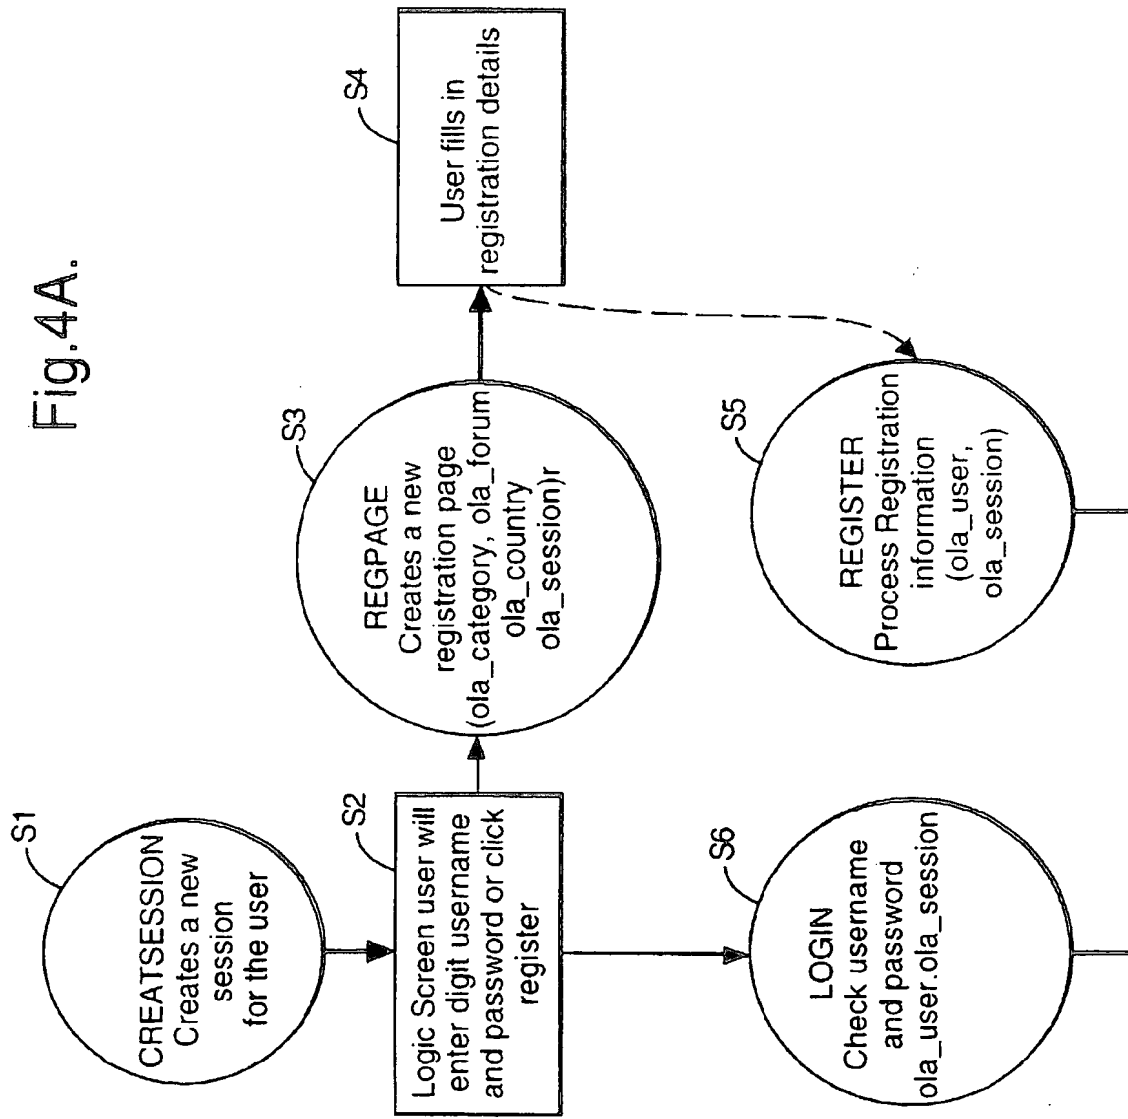 Fig.4A.
S1
CREATSESSION
Creates a new
session
for the user
S2
Logic Screen user will
enter digit username
and password or click
register
S3
REGPAGE
Creates a new
registration page
(ola_category, ola_forum
ola_country
ola_session)r
S4
User fills in
registration details
S5
REGISTER
Process Registration
information
(ola_user,
ola_session)
S6
LOGIN
Check username
and password
ola_user.ola_session